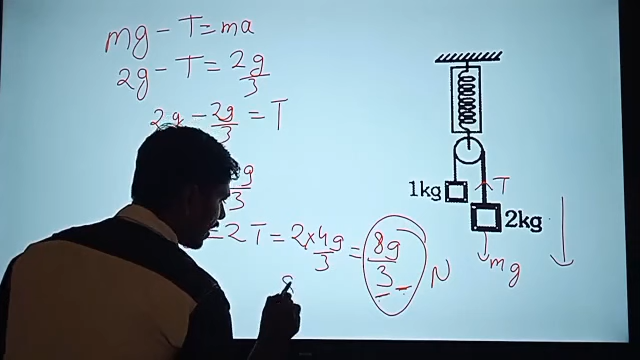 mg - T = ma
2g - T = 2g/3
2g - 2g/3 = T
g/3
= 2T = 2×4g/3 = 8g/3 N
1kg
T
2kg
mg